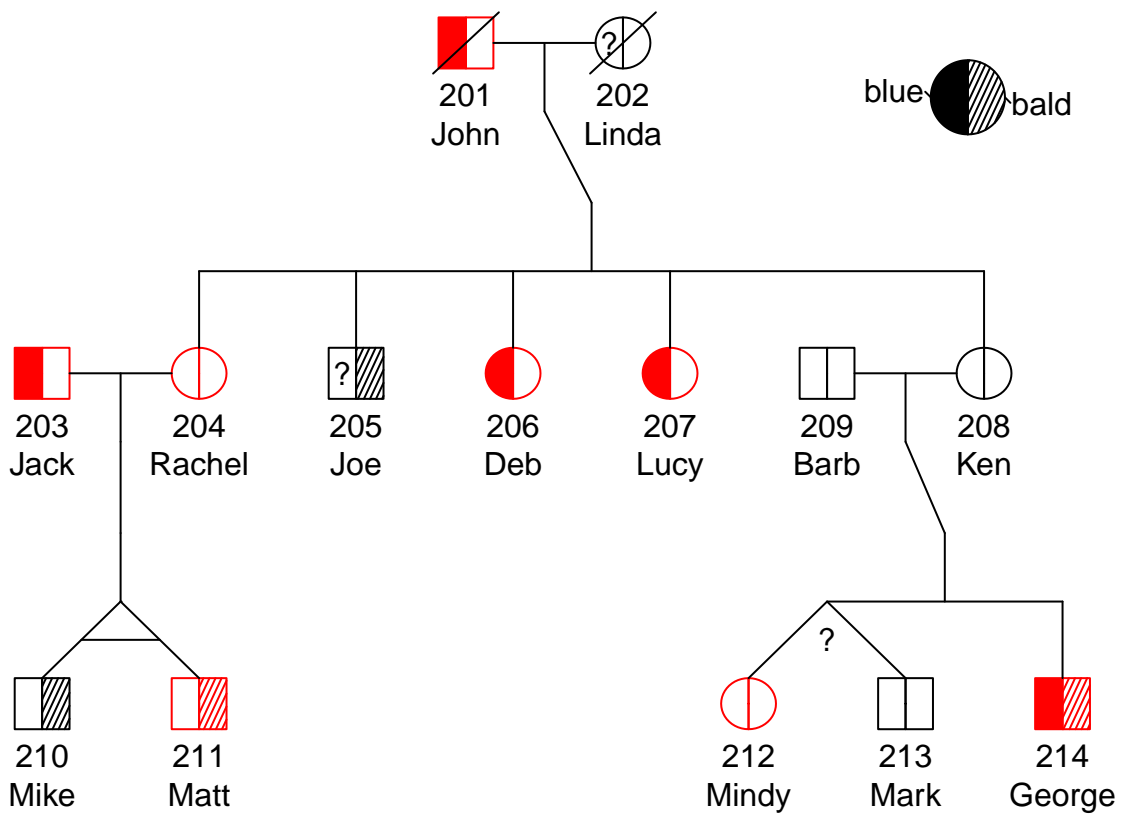 ?
201 202
John Linda
blue bald
?
203 204 205 206 207 209 208
Jack Rachel Joe Deb Lucy Barb Ken
?
210 211 212 213 214
Mike Matt Mindy Mark George